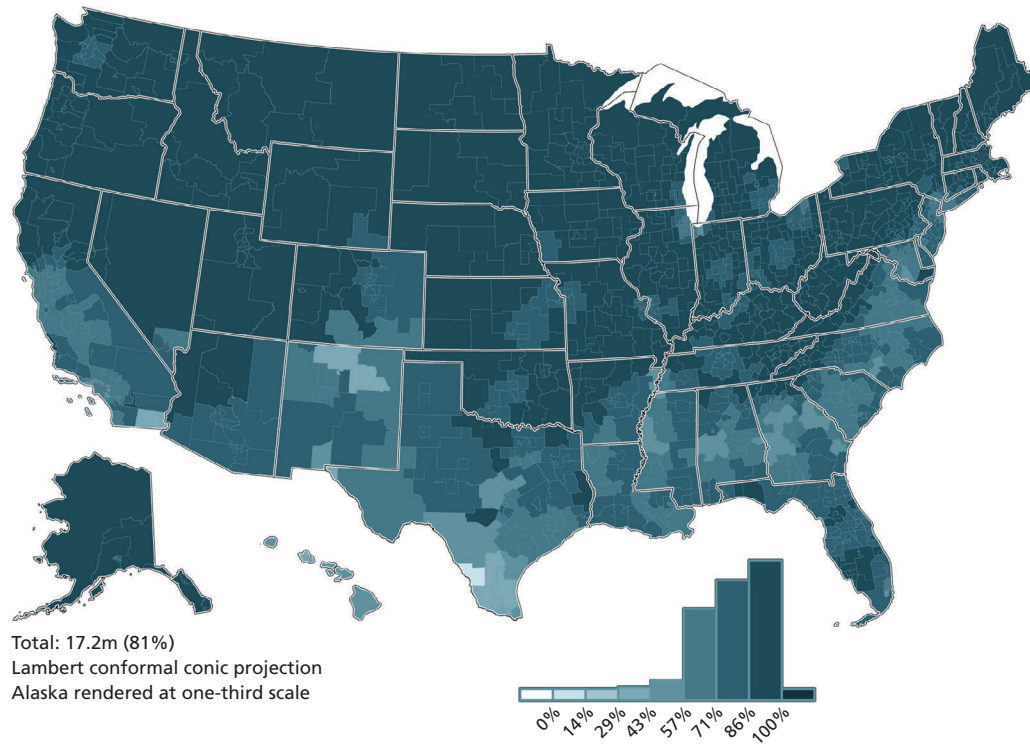 Total: 17.2m (81%)
Lambert conformal conic projection
Alaska rendered at one-third scale
0%
14%
29%
43%
57%
71%
86%
100%